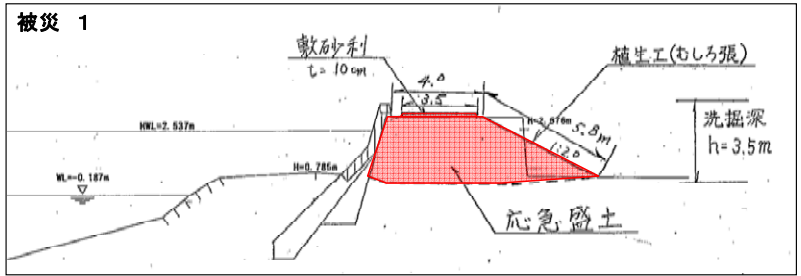 被災 1
敷砂利
t=10cm
4.0
3.5
植生工(むしろ張)
HWL=2.537m
H=2.576m
5.8m
1:2.0
洗掘深
h=3.5m
H=0.785m
WL=-0.187m
応急盛土